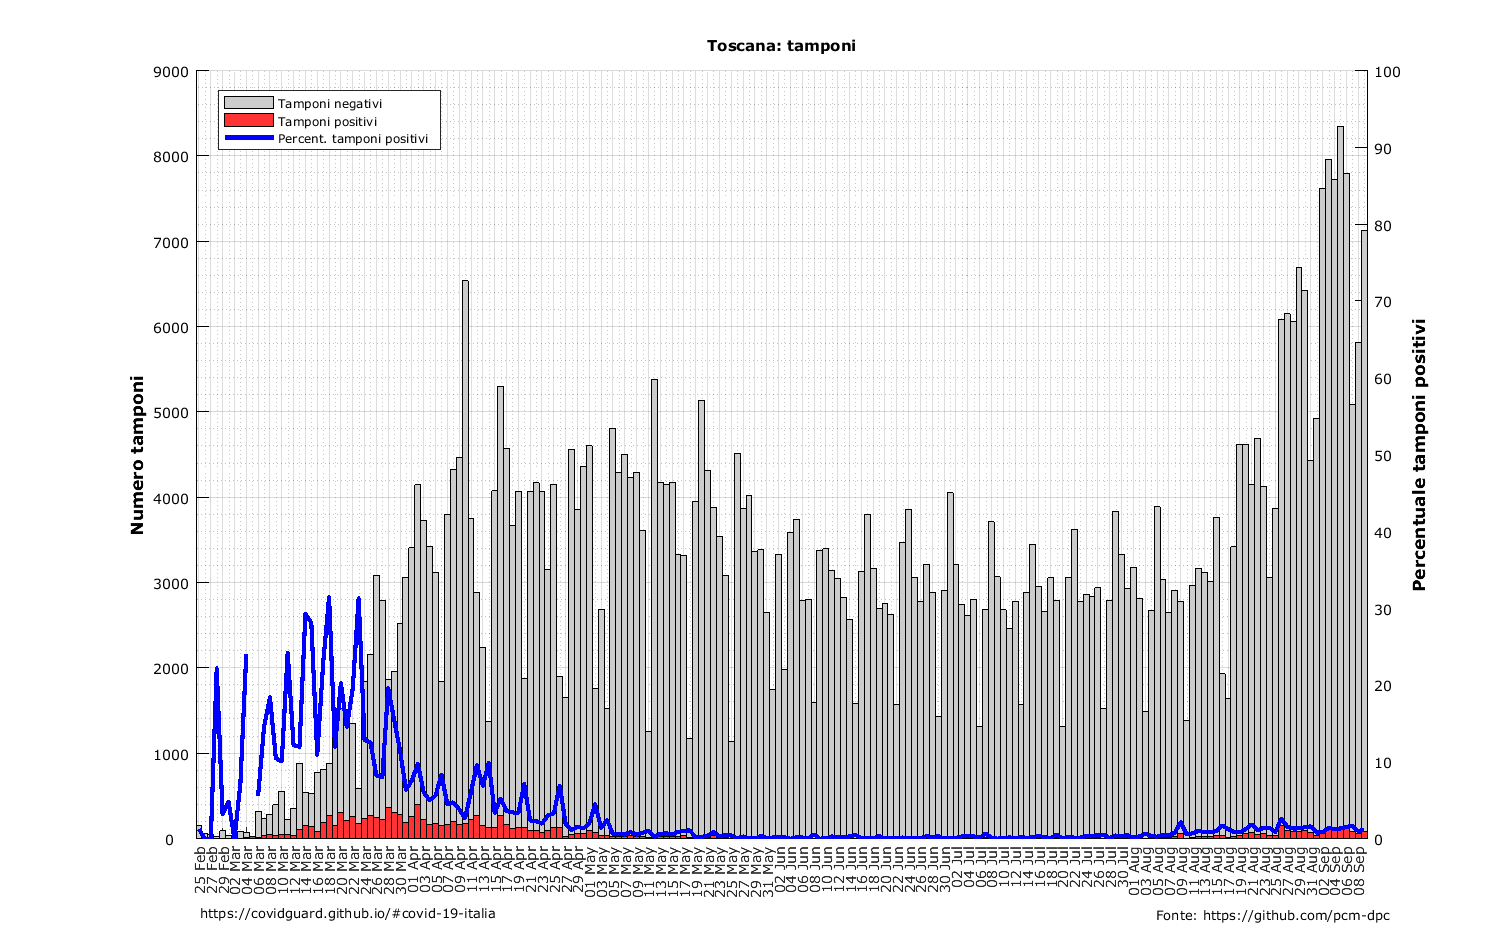 Toscana: tamponi
Tamponi negativi
Tamponi positivi
Percent. tamponi positivi
Numero tamponi
9000
8000
7000
6000
5000
4000
3000
2000
1000
0
100
90
80
70
60
50
40
30
20
10
0
Percentuale tamponi positivi
25 Feb
27 Feb
29 Feb
02 Mar
04 Mar
06 Mar
08 Mar
10 Mar
12 Mar
14 Mar
16 Mar
18 Mar
20 Mar
22 Mar
24 Mar
26 Mar
28 Mar
30 Mar
01 Apr
03 Apr
05 Apr
07 Apr
09 Apr
11 Apr
13 Apr
15 Apr
17 Apr
19 Apr
21 Apr
23 Apr
25 Apr
27 Apr
29 Apr
01 May
03 May
05 May
07 May
09 May
11 May
13 May
15 May
17 May
19 May
21 May
23 May
25 May
27 May
29 May
31 May
02 Jun
04 Jun
06 Jun
08 Jun
10 Jun
12 Jun
14 Jun
16 Jun
18 Jun
20 Jun
22 Jun
24 Jun
26 Jun
28 Jun
30 Jun
02 Jul
04 Jul
06 Jul
08 Jul
10 Jul
12 Jul
14 Jul
16 Jul
18 Jul
20 Jul
22 Jul
24 Jul
26 Jul
28 Jul
30 Jul
01 Aug
03 Aug
05 Aug
07 Aug
09 Aug
11 Aug
13 Aug
15 Aug
17 Aug
19 Aug
21 Aug
23 Aug
25 Aug
27 Aug
29 Aug
31 Aug
02 Sep
04 Sep
06 Sep
08 Sep
https://covidguard.github.io/#covid-19-italia
Fonte: https://github.com/pcm-dpc